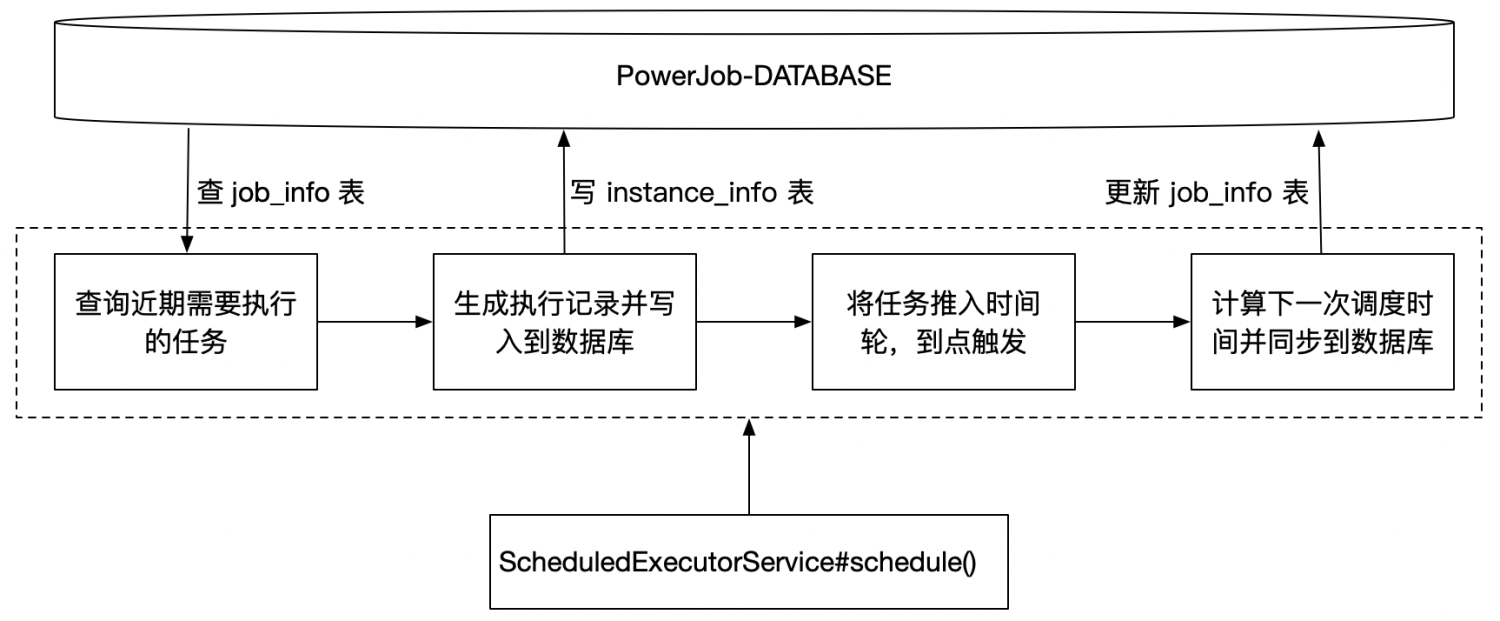 PowerJob-DATABASE
查 job_info 表
写 instance_info 表
更新 job_info 表
查询近期需要执行
的任务
生成执行记录并写
入到数据库
将任务推入时间
轮，到点触发
计算下一次调度时
间并同步到数据库
ScheduledExecutorService#schedule()